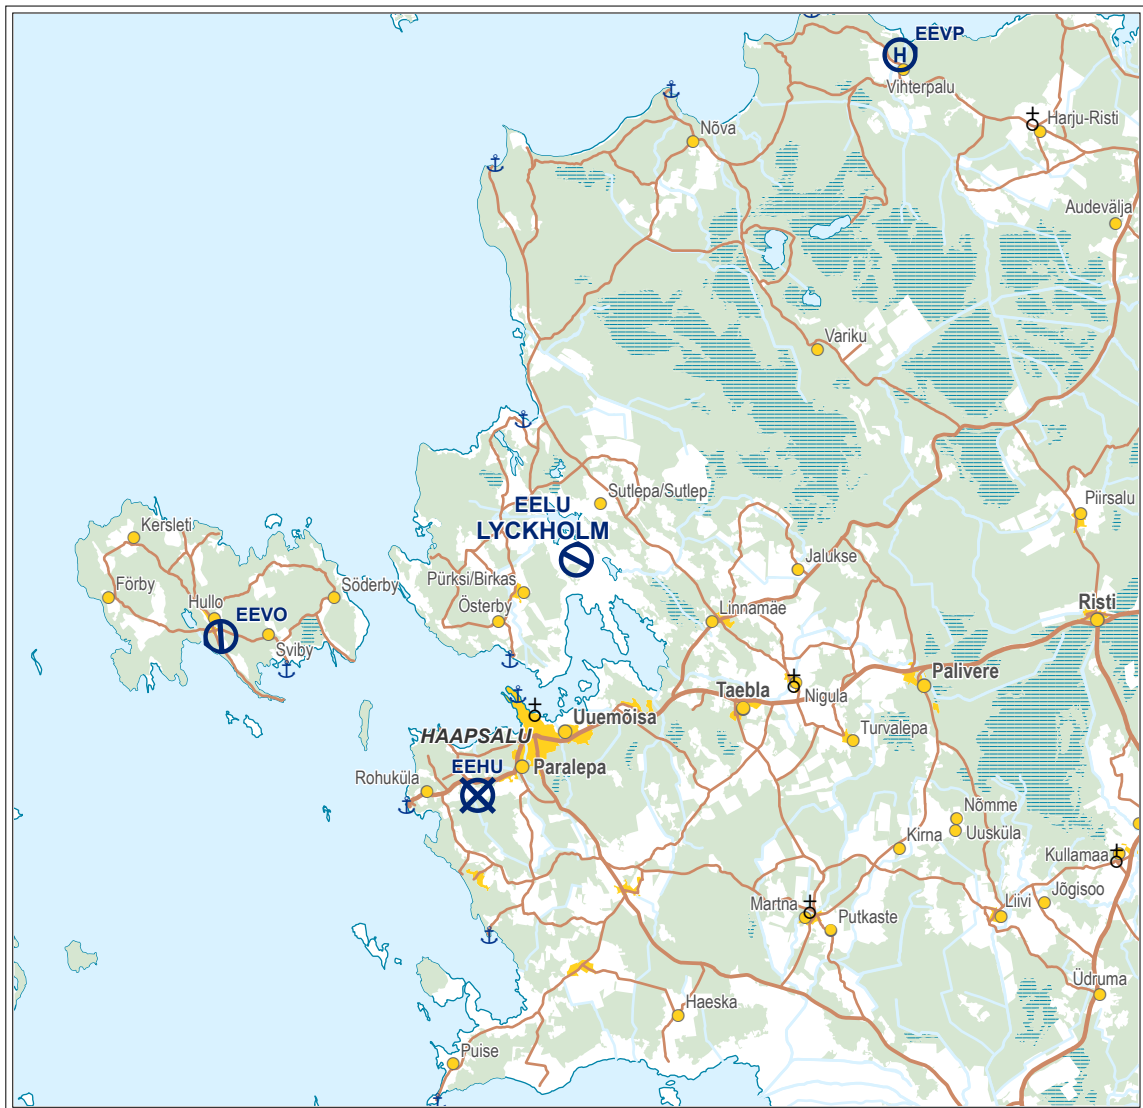 EEVP
H
Vihterpalu
Harju-Risti
Nõva
Audevälja
Variku
Sutlepa/Sutlep
EELU
LYCKHOLM
Piirsalu
Kersleti
Jalukse
Pürksi/Birkas
Förby
Söderby
Hullo
EEVO
Österby
Linnamäe
Risti
Sviby
Palivere
Taebla
Nigula
Uuemõisa
HAAPSALU
Turvalepa
EEHU
Paralepa
Rohuküla
Nõmme
Uusküla
Kirna
Kullamaa
Jõgisoo
Martna
Liivi
Putkaste
Üdruma
Haeska
Puise